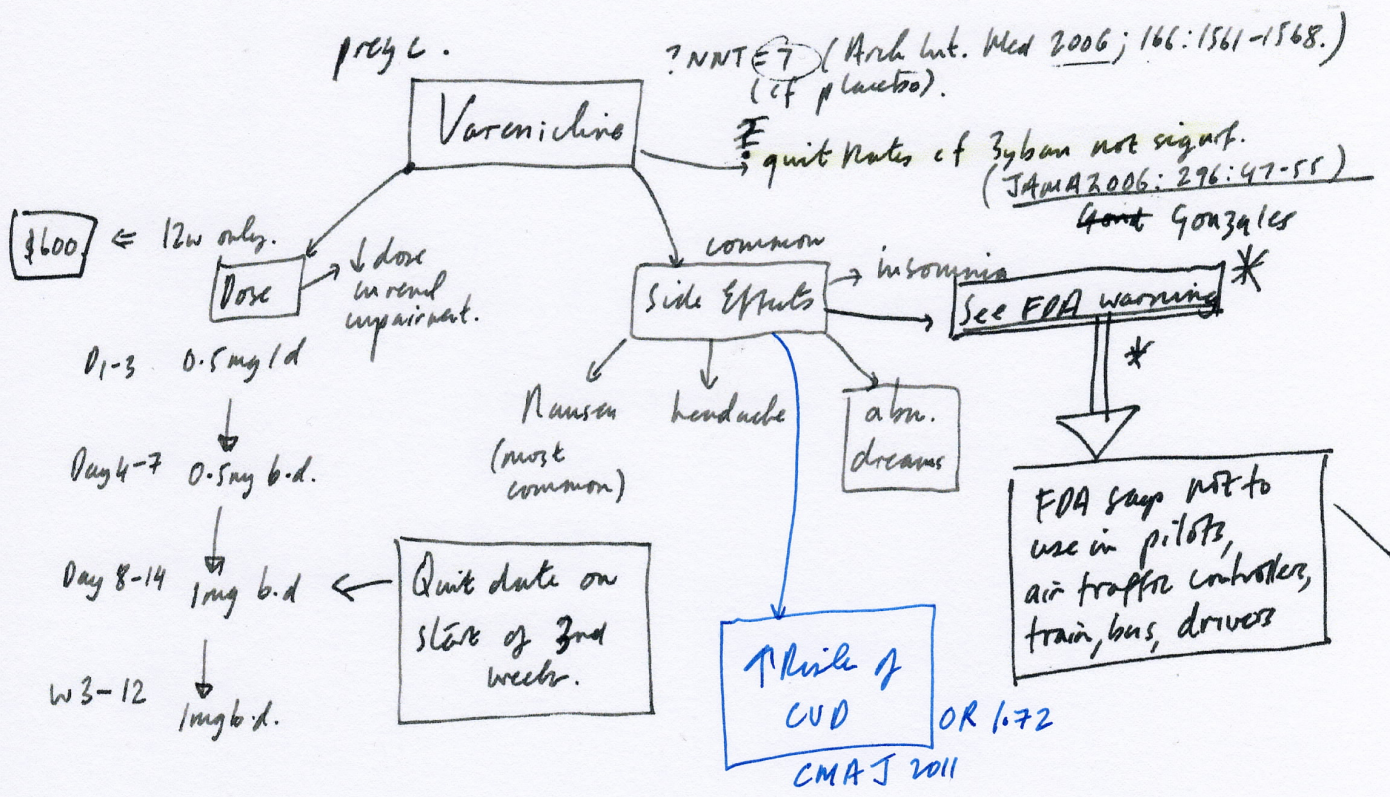 preg c.
?NNT = 7 (Arch Int. Med 2006; 166:1561-1568.)
(cf placebo).
Varenicline
quit Rates cf Zyban not signif.
(JAMA 2006: 296:47-55)
Gonzales
$600 ⇐ 12w only.
Dose
↓ dose
in renal
impairment.
common
Side Effects
insomnia
See FDA warning *
*
D1-3 0.5mg/d
Nausea
(most
common)
headache
abn.
dreams
Day 4-7 0.5mg b.d.
Day 8-14 1mg b.d
Quit date on
start of 2nd
week.
W 3-12 1mg b.d.
FDA says not to
use in pilots,
air traffic controllers,
train, bus, drivers
↑ Risk of
CVD
OR 1.72
CMAJ 2011